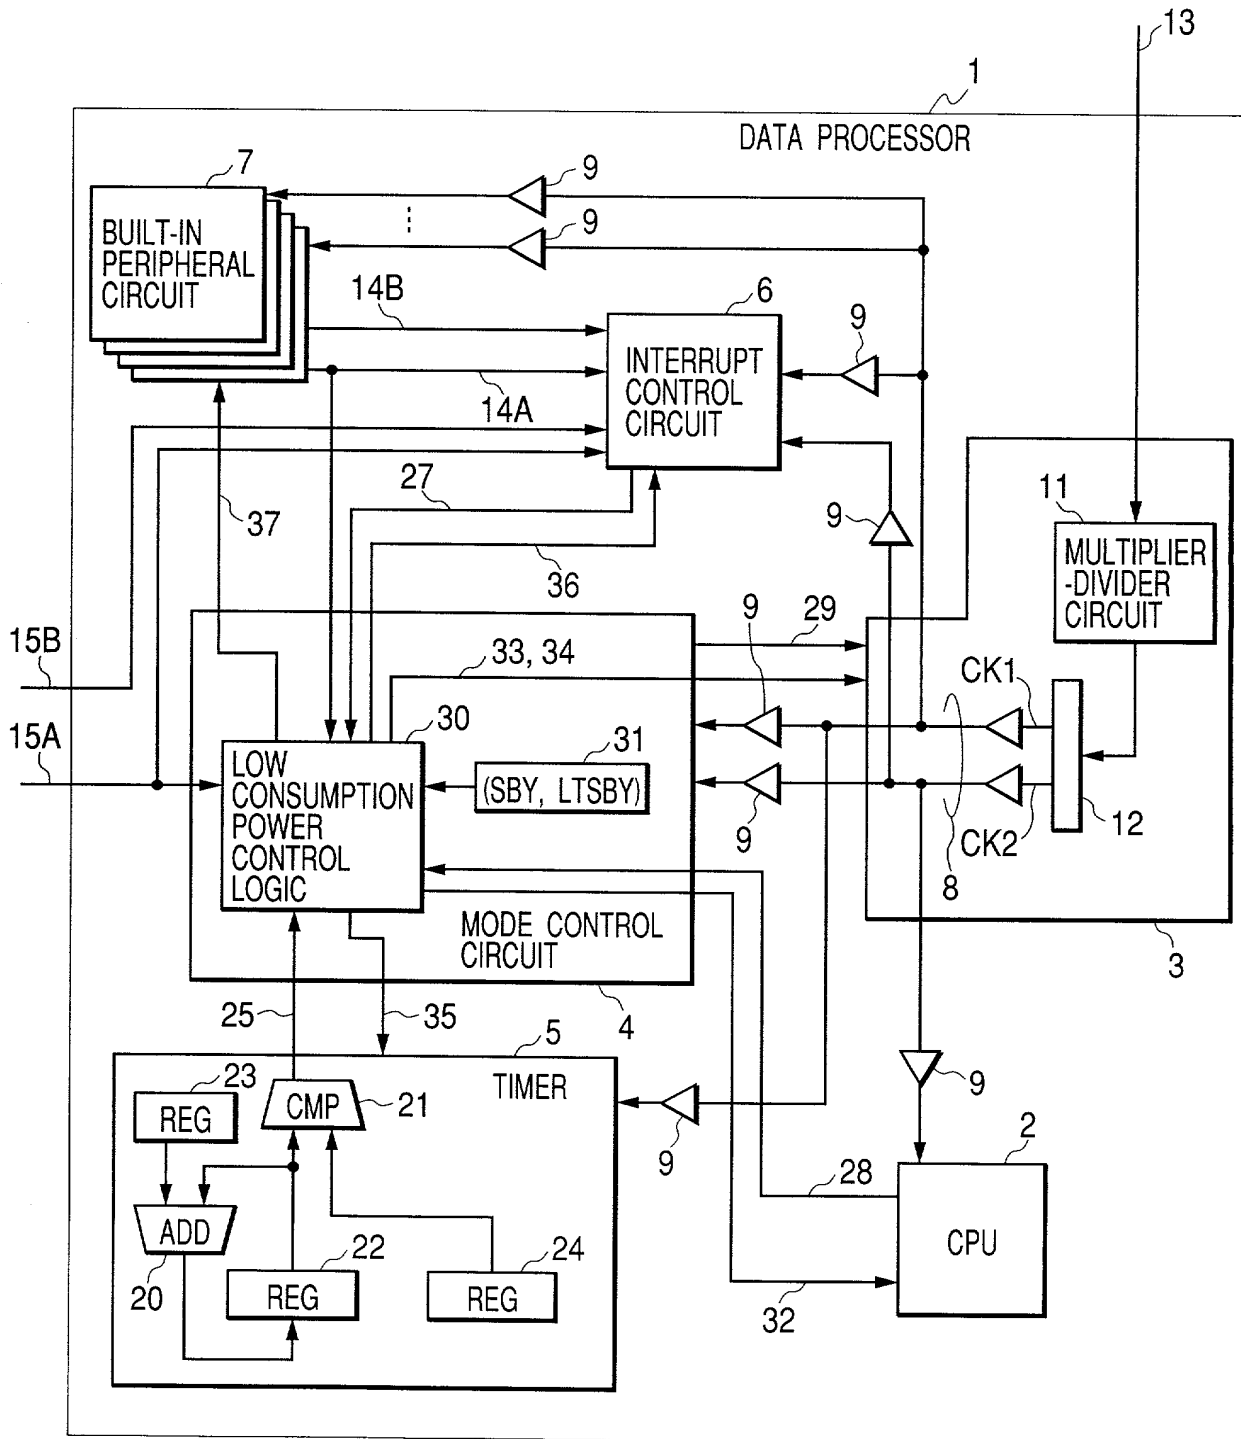 13
1
DATA PROCESSOR
7
9
BUILT-IN
PERIPHERAL
CIRCUIT
9
14B
6
9
INTERRUPT
CONTROL
CIRCUIT
14A
27
9
11
37
MULTIPLIER
-DIVIDER
CIRCUIT
36
9
29
15B
33, 34
CK1
15A
30
31
LOW
CONSUMPTION
POWER
CONTROL
LOGIC
(SBY, LTSBY)
9
CK2
8
12
MODE CONTROL
CIRCUIT
3
25
35
4
5
TIMER
23
REG
CMP
21
9
9
2
28
ADD
20
22
REG
24
REG
CPU
32